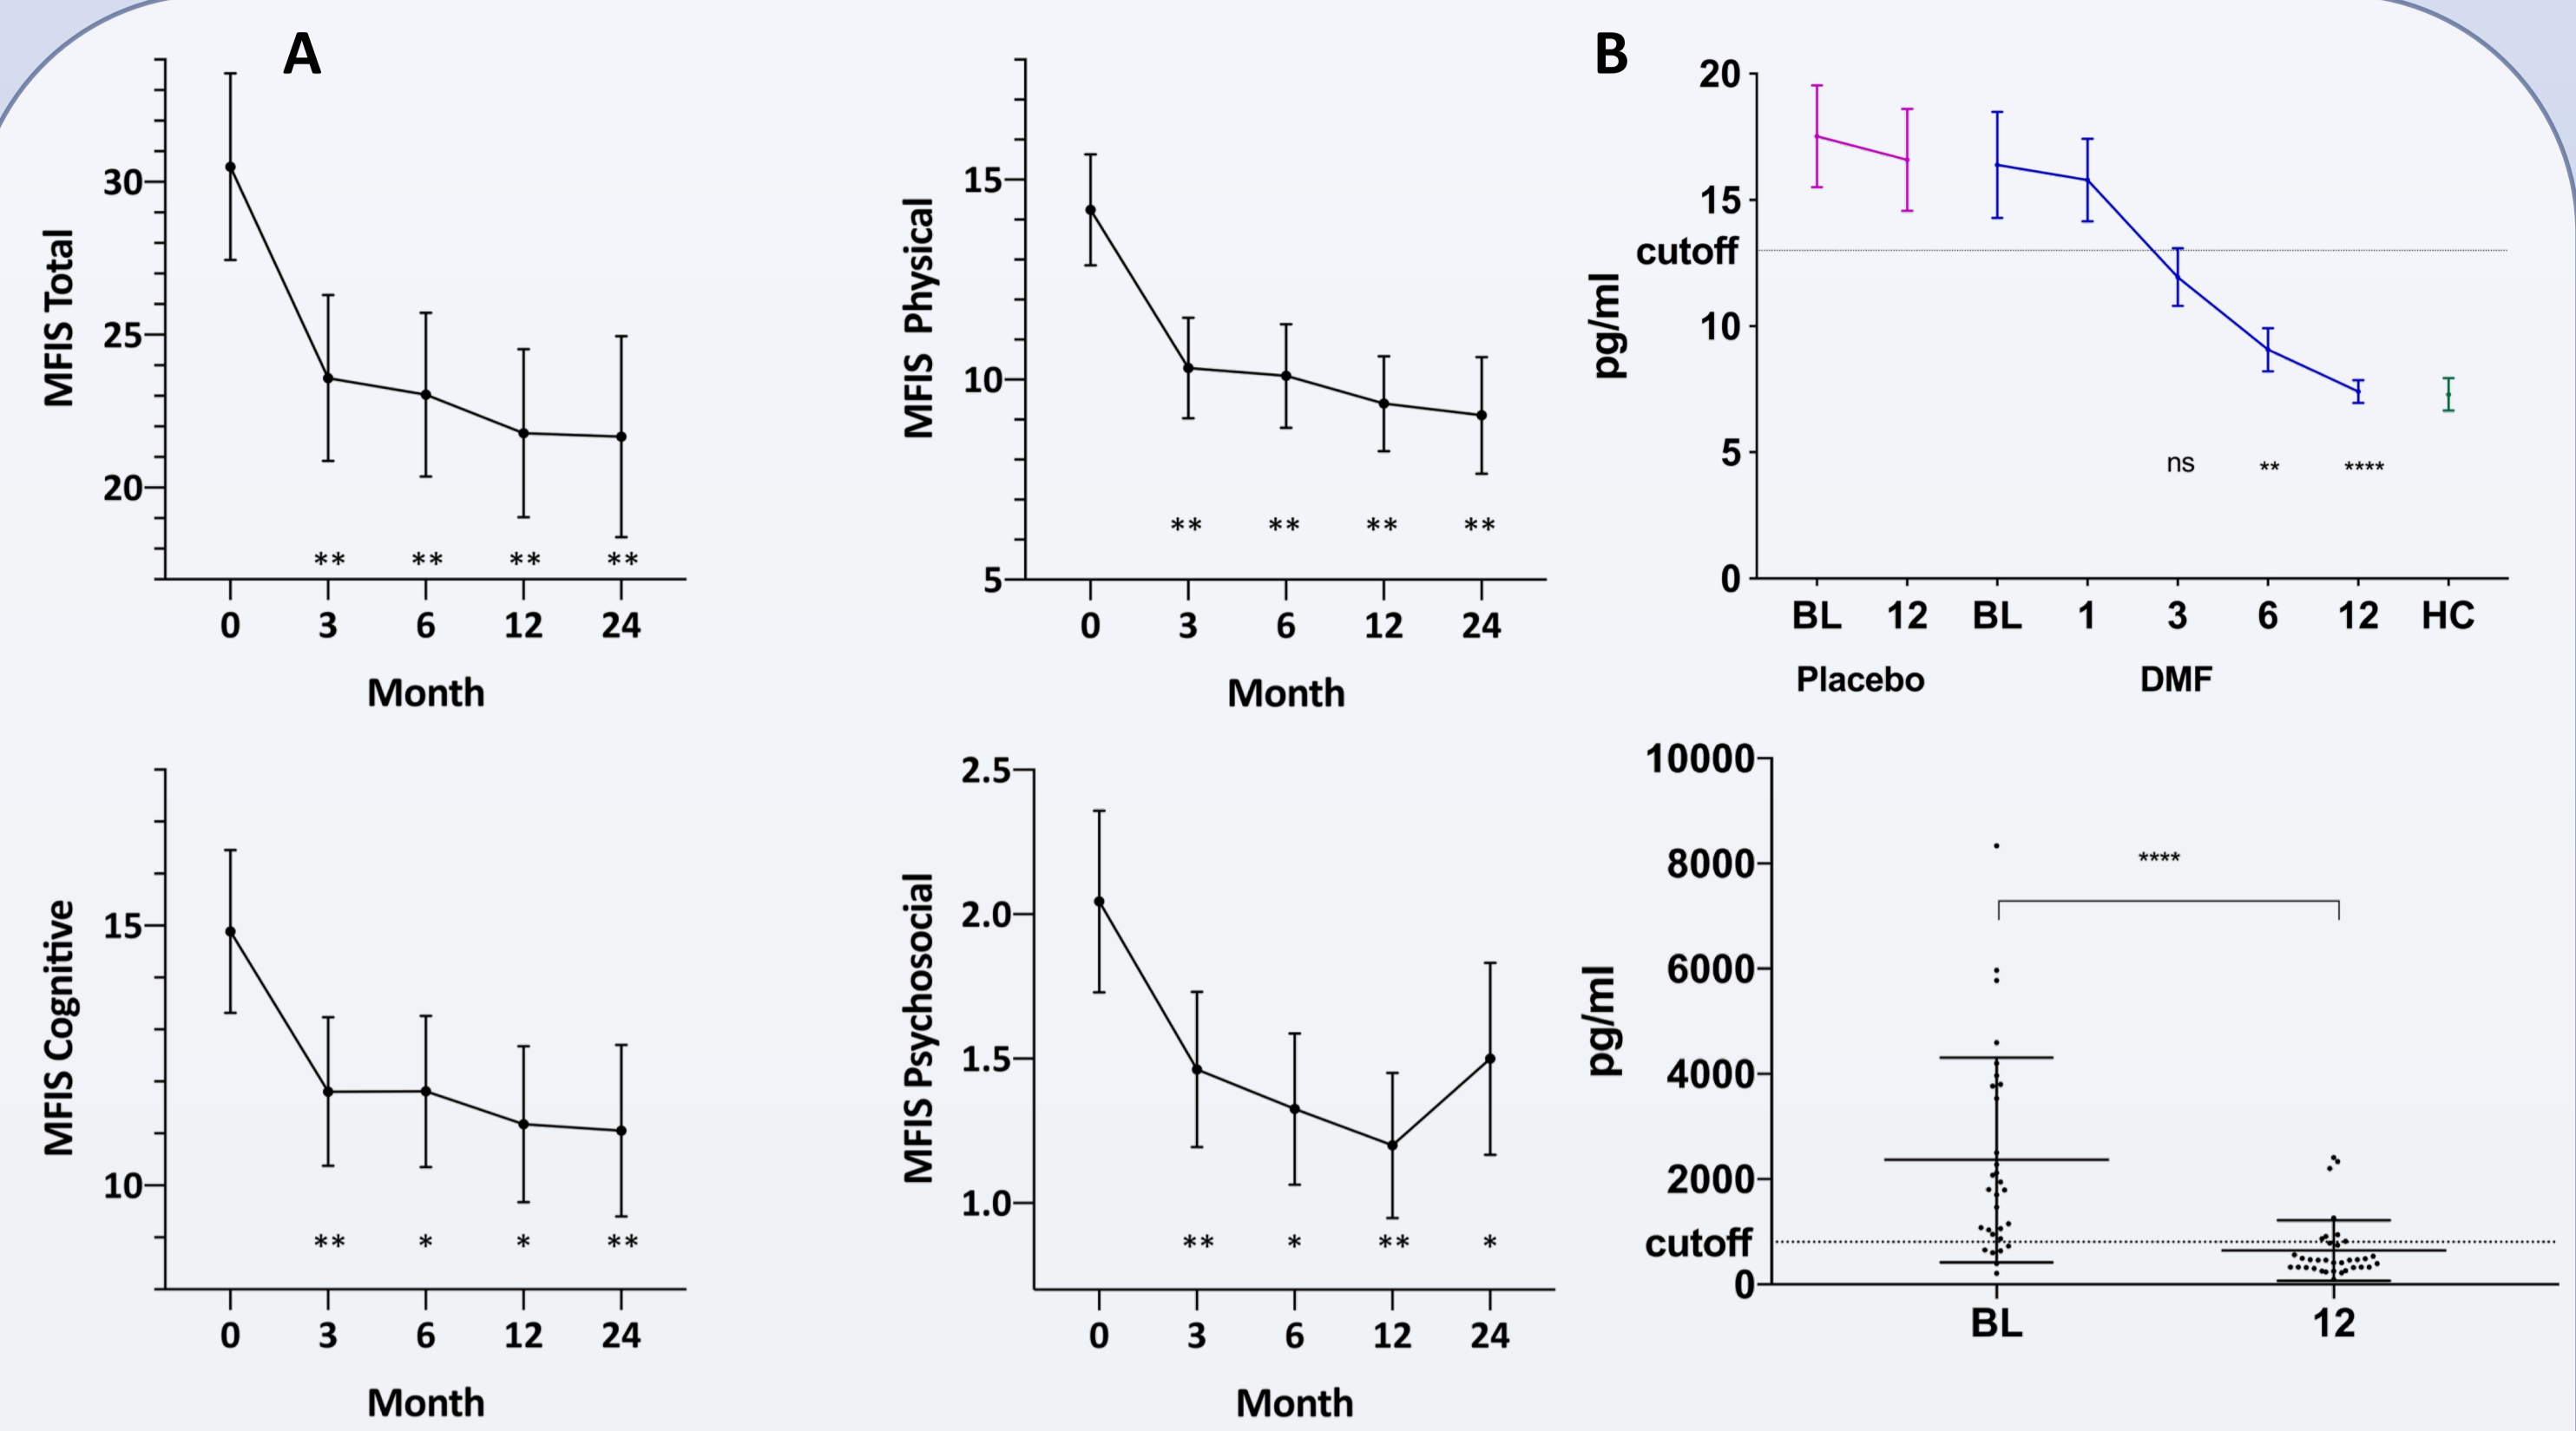 A
MFIS Total
30
25
20
** ** ** **
0 3 6 12 24
Month
MFIS Physical
15
10
5
** ** ** **
0 3 6 12 24
Month
B
pg/ml
20
15
cutoff
10
5
0
ns ** ****
BL 12 BL 1 3 6 12 HC
Placebo DMF
MFIS Cognitive
15
10
** * * **
0 3 6 12 24
Month
MFIS Psychosocial
2.5
2.0
1.5
1.0
** * ** *
0 3 6 12 24
Month
pg/ml
10000
8000
6000
4000
2000
cutoff
0
****
BL 12